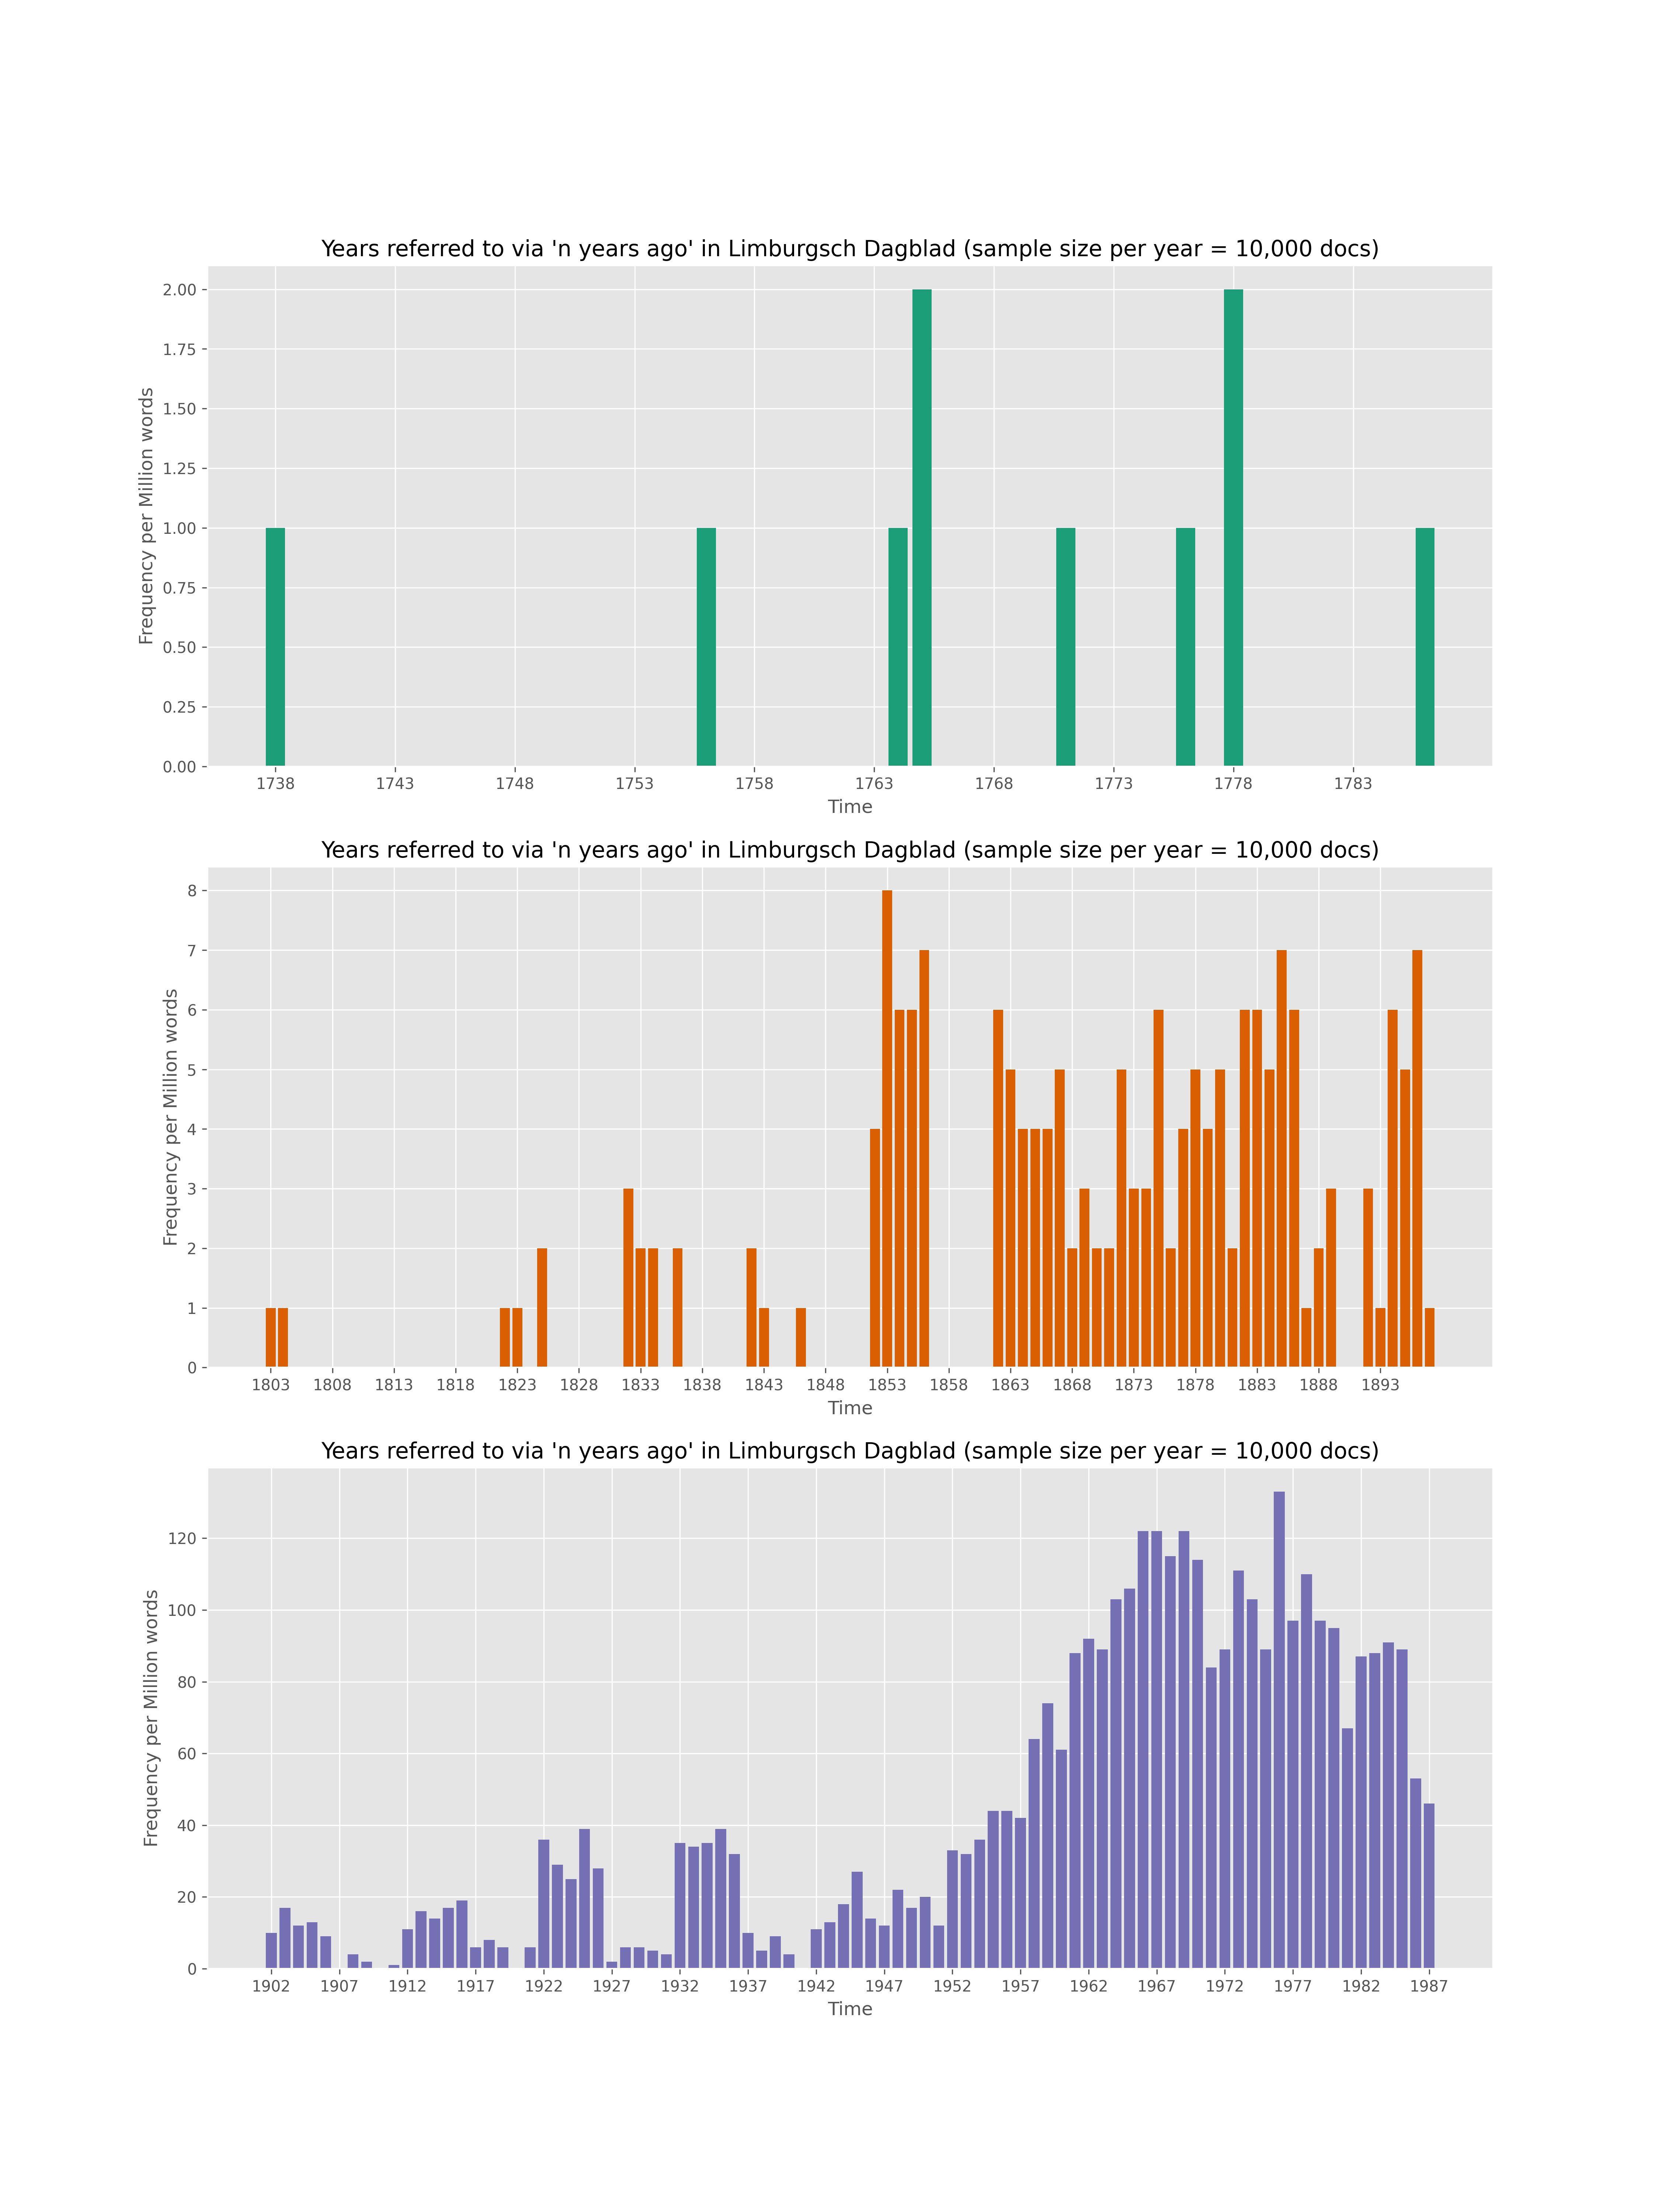 Years referred to via 'n years ago' in Limburgsch Dagblad (sample size per year = 10,000 docs)
2.00
1.75
1.50
1.25
1.00
0.75
0.50
0.25
0.00
Frequency per Million words
1738 1743 1748 1753 1758 1763 1768 1773 1778 1783
Time
Years referred to via 'n years ago' in Limburgsch Dagblad (sample size per year = 10,000 docs)
8
7
6
5
4
3
2
1
0
Frequency per Million words
1803 1808 1813 1818 1823 1828 1833 1838 1843 1848 1853 1858 1863 1868 1873 1878 1883 1888 1893
Time
Years referred to via 'n years ago' in Limburgsch Dagblad (sample size per year = 10,000 docs)
120
100
80
60
40
20
0
Frequency per Million words
1902 1907 1912 1917 1922 1927 1932 1937 1942 1947 1952 1957 1962 1967 1972 1977 1982 1987
Time